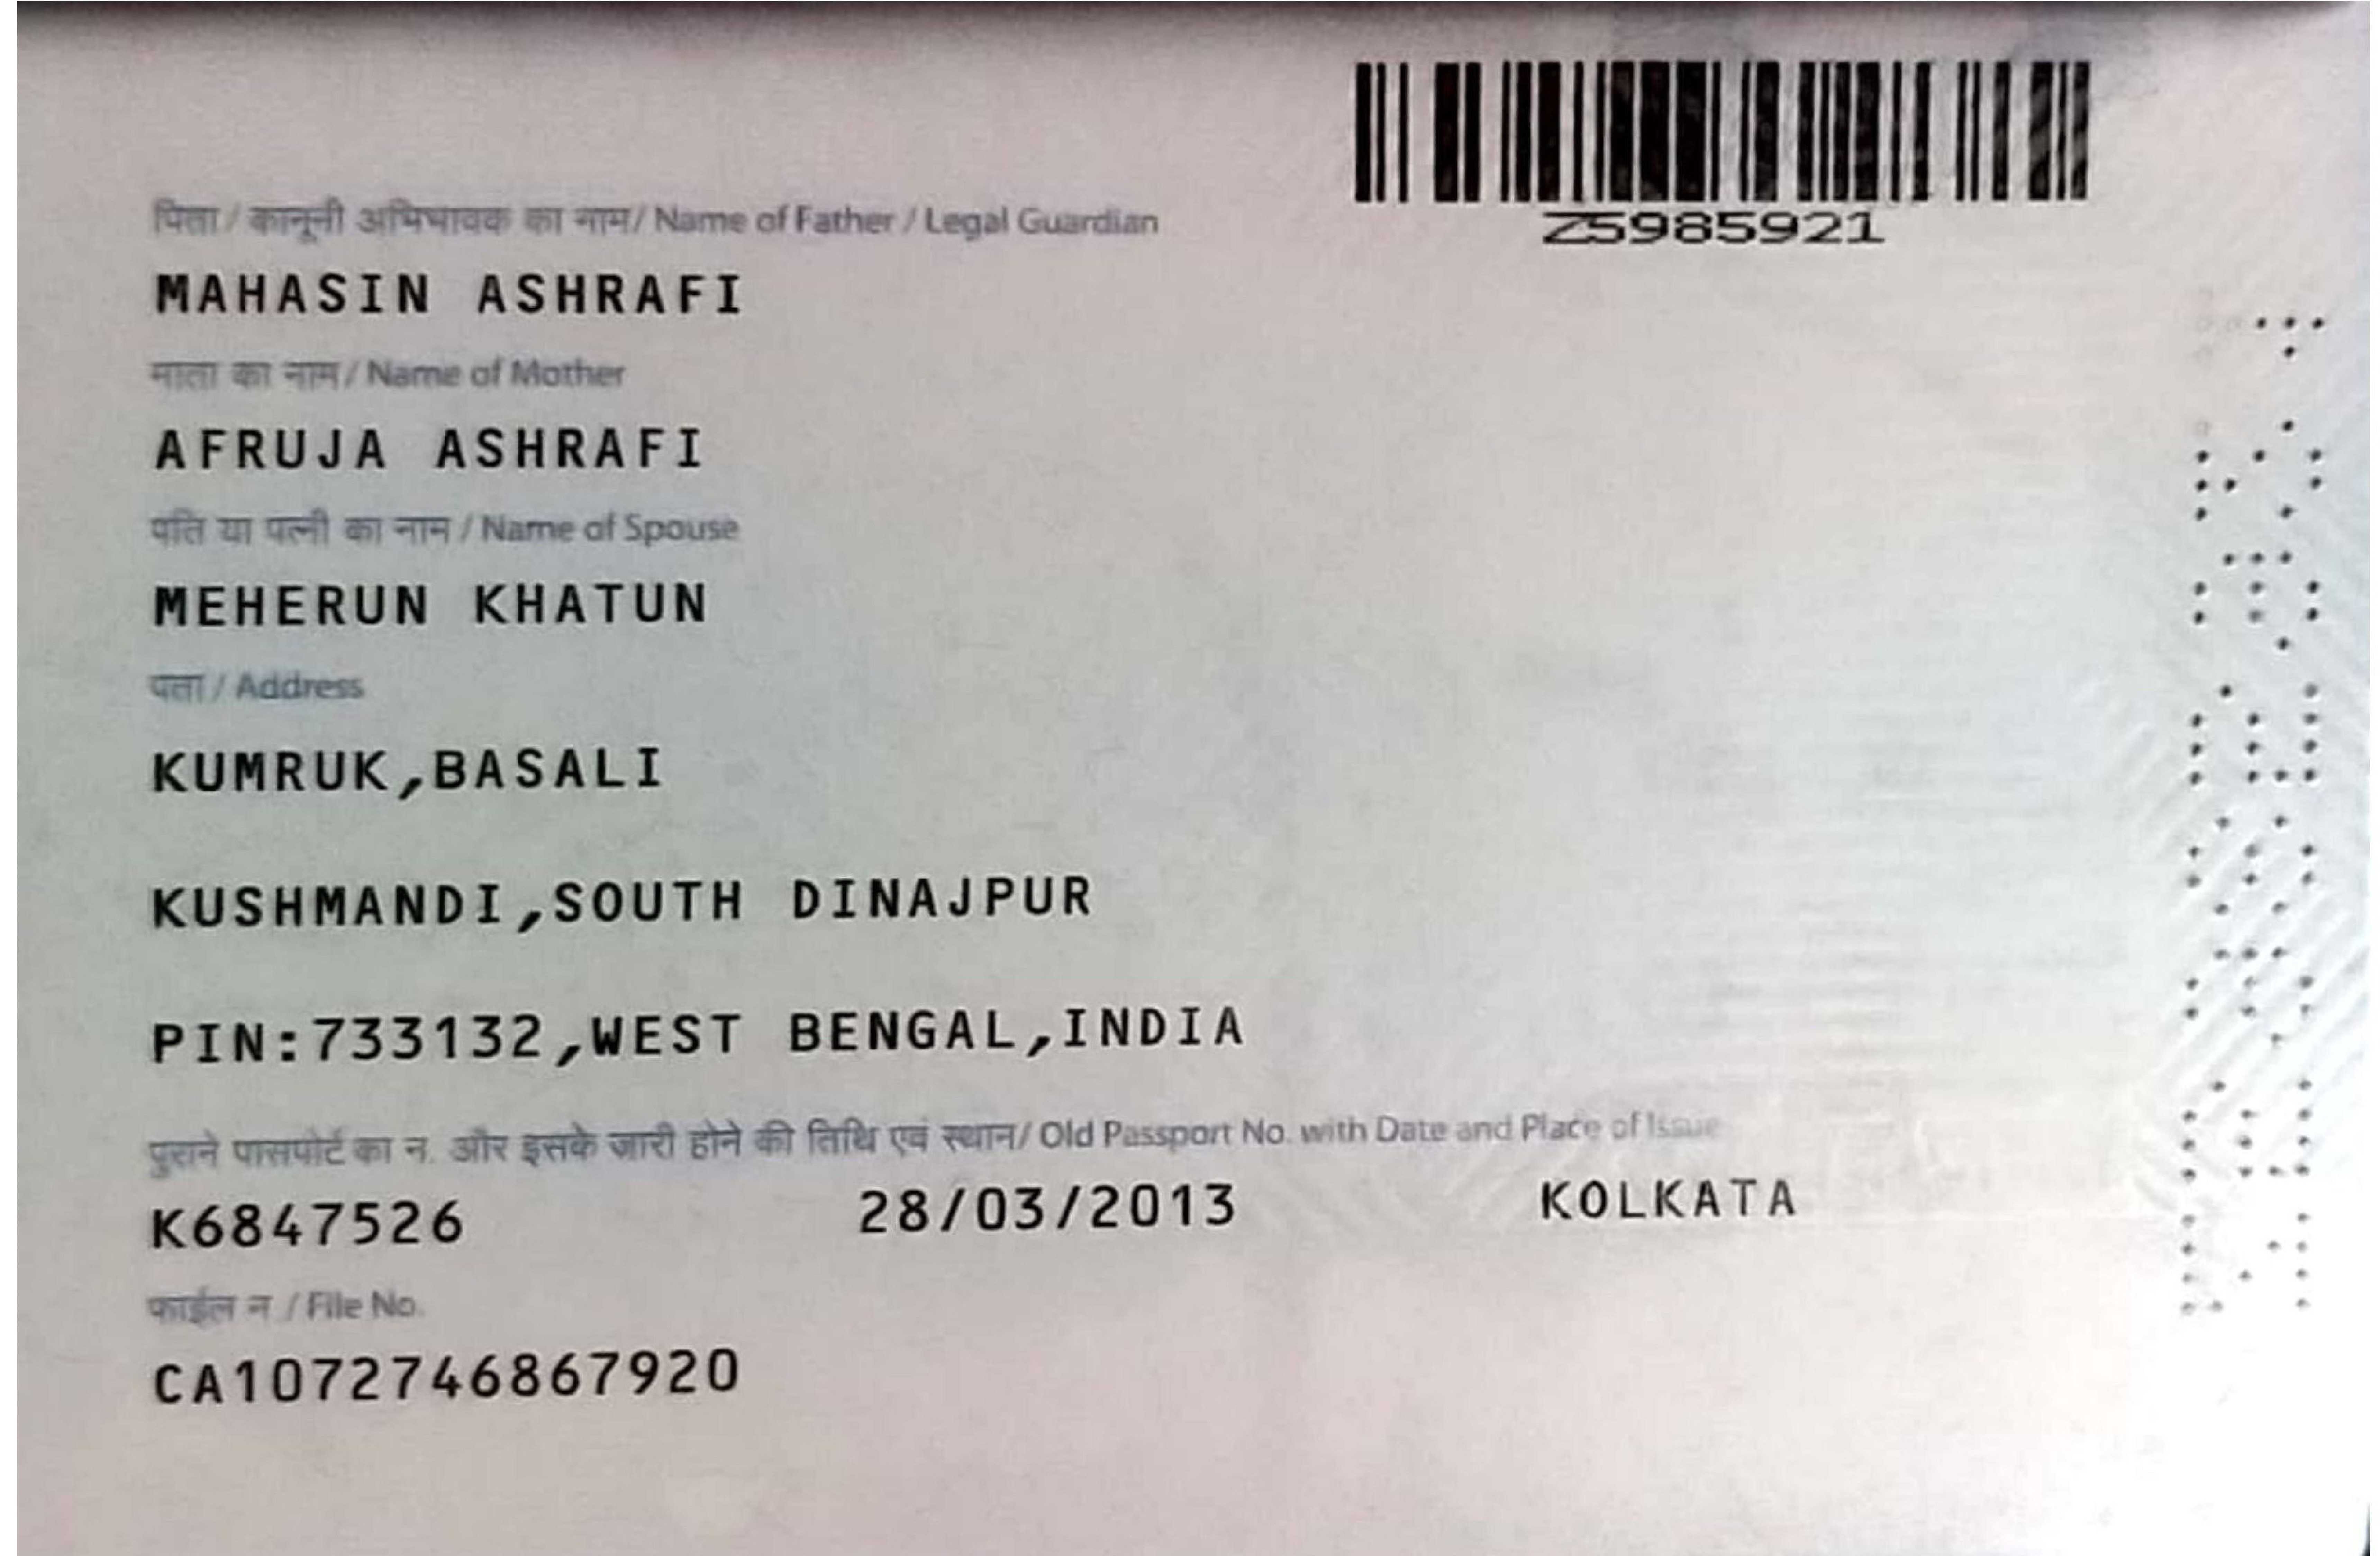 Z5985921
पिता / कानूनी अभिभावक का नाम / Name of Father / Legal Guardian
MAHASIN ASHRAFI
माता का नाम / Name of Mother
AFRUJA ASHRAFI
पति या पत्नी का नाम / Name of Spouse
MEHERUN KHATUN
पता / Address
KUMRUK,BASALI
KUSHMANDI,SOUTH DINAJPUR
PIN:733132,WEST BENGAL,INDIA
पुराने पासपोर्ट का न. और इसके जारी होने की तिथि एवं स्थान/ Old Passport No. with Date and Place of Issue
K6847526 28/03/2013 KOLKATA
फाईल न / File No.
CA1072746867920